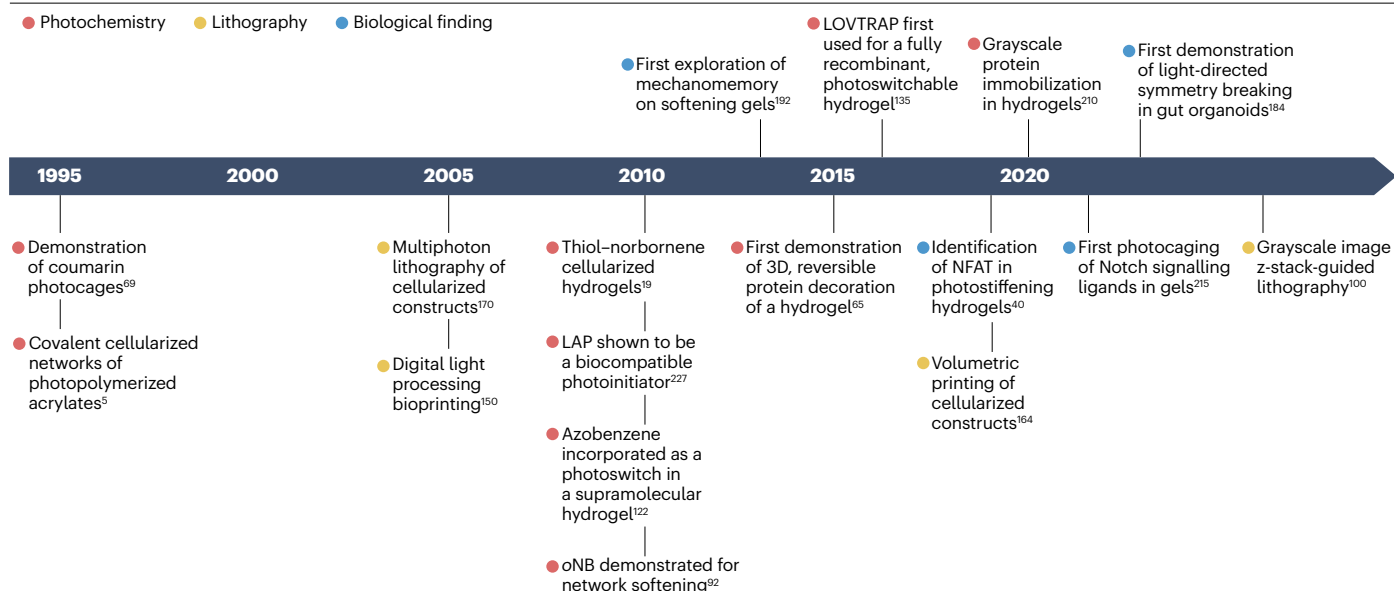 Photochemistry
Lithography
Biological finding
First exploration of
mechanomemory
on softening gels192
LOVTRAP first
used for a fully
recombinant,
photoswitchable
hydrogel135
Grayscale
protein
immobilization
in hydrogels210
First demonstration
of light-directed
symmetry breaking
in gut organoids184
1995
2000
2005
2010
2015
2020
Demonstration
of coumarin
photocages69
Covalent cellularized
networks of
photopolymerized
acrylates5
Multiphoton
lithography of
cellularized
constructs170
Digital light
processing
bioprinting150
Thiol–norbornene
cellularized
hydrogels19
LAP shown to be
a biocompatible
photoinitiator227
Azobenzene
incorporated as a
photoswitch in
a supramolecular
hydrogel122
oNB demonstrated for
network softening92
First demonstration
of 3D, reversible
protein decoration
of a hydrogel65
Identification
of NFAT in
photostiffening
hydrogels40
Volumetric
printing of
cellularized
constructs164
First photocaging
of Notch signalling
ligands in gels215
Grayscale image
z-stack-guided
lithography100